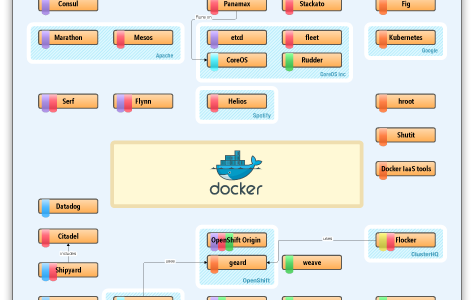 Consul
Panamax
Stackato
Fig
Runs on
Marathon
Mesos
etcd
fleet
Kubernetes
Apache
Google
CoreOS
Rudder
CoreOS Inc
Serf
Flynn
Helios
hroot
Spotify
Shutit
Docker IaaS tools
docker
Datadog
Citadel
OpenShift Origin
uses
Flocker
includes
ClusterHQ
Shipyard
uses
geard
weave
OpenShift